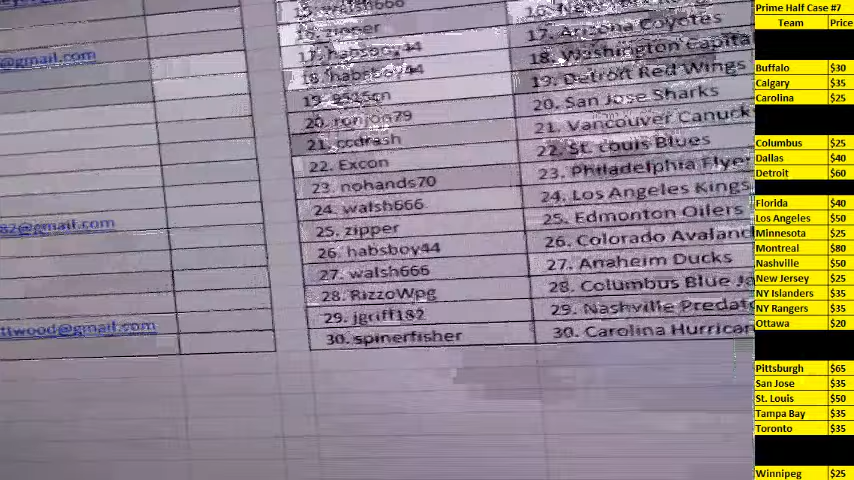 15. walsh666
16.
16. zipper
17. Arizona Coyotes
@gmail.com
17. habsboy44
18. Washington Capita
18. habsboy44
19. Detroit Red Wings
19.
20. San Jose Sharks
20. ronjon79
21. Vancouver Canuck
21. ccdrash
22. St. Louis Blues
22. Excon
23. Philadelphia Flye
23. nohands70
24. Los Angeles Kings
82@gmail.com
24. walsh666
25. Edmonton Oilers
25. zipper
26. Colorado Avalanc
26. habsboy44
27. Anaheim Ducks
27. walsh666
28. Columbus Blue Ja
28. RizzoWpg
29. Nashville Predat
29. jgriff182
30. Carolina Hurrican
ttwood@gmail.com
30. spinerfisher
Prime Half Case #7
Team Price
Buffalo $30
Calgary $35
Carolina $25
Columbus $25
Dallas $40
Detroit $60
Florida $40
Los Angeles $50
Minnesota $25
Montreal $80
Nashville $50
New Jersey $25
NY Islanders $35
NY Rangers $35
Ottawa $20
Pittsburgh $65
San Jose $35
St. Louis $50
Tampa Bay $35
Toronto $35
Winnipeg $25